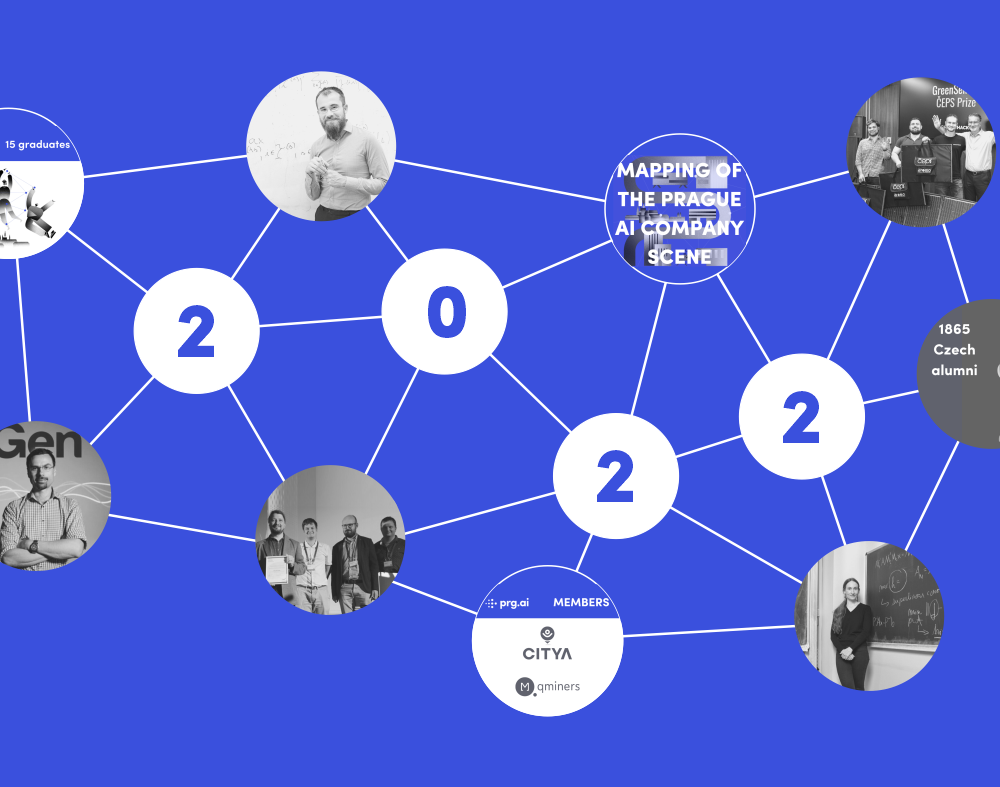 15 graduates
MAPPING OF
THE PRAGUE
AI COMPANY
SCENE
ČEPS Prize
2
0
2
2
1865
Czech
alumni
Gen
prg.ai
MEMBERS
CITYA
M qminers